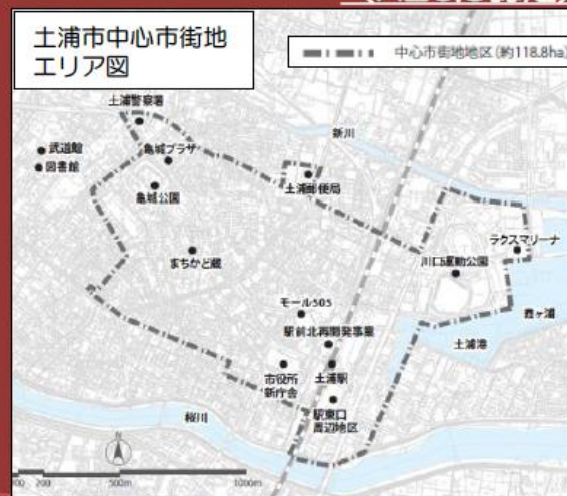 土浦市中心市街地
エリア図
中心市街地地区(約118.8ha)
土浦警察署
新川
武道館
図書館
亀城プラザ
土浦郵便局
亀城公園
ラクスマリーナ
まちかど蔵
川口運動公園
モール505
霞ヶ浦
駅前北再開発事業
土浦港
市役所
新庁舎
土浦駅
駅東口
周辺地区
桜川
N
200
500m
1000m